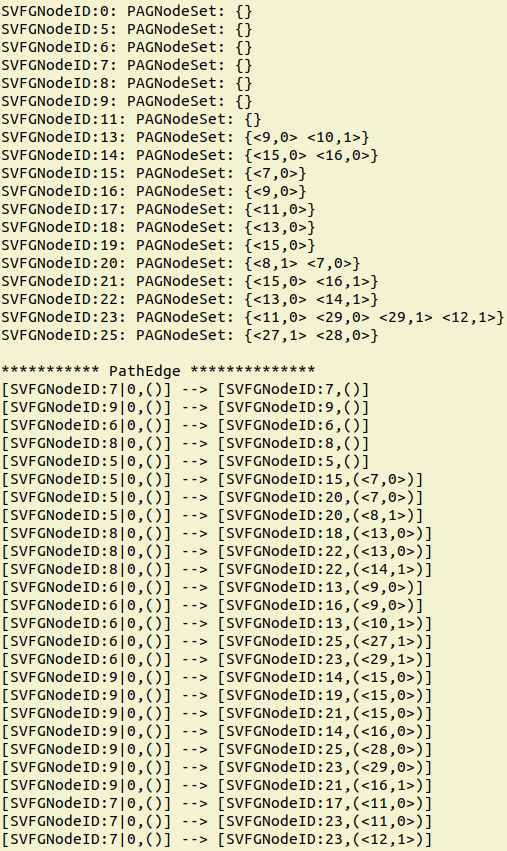 SVFGNodeID:0: PAGNodeSet: {}
SVFGNodeID:5: PAGNodeSet: {}
SVFGNodeID:6: PAGNodeSet: {}
SVFGNodeID:7: PAGNodeSet: {}
SVFGNodeID:8: PAGNodeSet: {}
SVFGNodeID:9: PAGNodeSet: {}
SVFGNodeID:11: PAGNodeSet: {}
SVFGNodeID:13: PAGNodeSet: {<9,0> <10,1>}
SVFGNodeID:14: PAGNodeSet: {<15,0> <16,0>}
SVFGNodeID:15: PAGNodeSet: {<7,0>}
SVFGNodeID:16: PAGNodeSet: {<9,0>}
SVFGNodeID:17: PAGNodeSet: {<11,0>}
SVFGNodeID:18: PAGNodeSet: {<13,0>}
SVFGNodeID:19: PAGNodeSet: {<15,0>}
SVFGNodeID:20: PAGNodeSet: {<8,1> <7,0>}
SVFGNodeID:21: PAGNodeSet: {<15,0> <16,1>}
SVFGNodeID:22: PAGNodeSet: {<13,0> <14,1>}
SVFGNodeID:23: PAGNodeSet: {<11,0> <29,0> <29,1> <12,1>}
SVFGNodeID:25: PAGNodeSet: {<27,1> <28,0>}
*********** PathEdge **************
[SVFGNodeID:7|0,()] --> [SVFGNodeID:7,()]
[SVFGNodeID:9|0,()] --> [SVFGNodeID:9,()]
[SVFGNodeID:6|0,()] --> [SVFGNodeID:6,()]
[SVFGNodeID:8|0,()] --> [SVFGNodeID:8,()]
[SVFGNodeID:5|0,()] --> [SVFGNodeID:5,()]
[SVFGNodeID:5|0,()] --> [SVFGNodeID:15,(<7,0>)]
[SVFGNodeID:5|0,()] --> [SVFGNodeID:20,(<7,0>)]
[SVFGNodeID:5|0,()] --> [SVFGNodeID:20,(<8,1>)]
[SVFGNodeID:8|0,()] --> [SVFGNodeID:18,(<13,0>)]
[SVFGNodeID:8|0,()] --> [SVFGNodeID:22,(<13,0>)]
[SVFGNodeID:8|0,()] --> [SVFGNodeID:22,(<14,1>)]
[SVFGNodeID:6|0,()] --> [SVFGNodeID:13,(<9,0>)]
[SVFGNodeID:6|0,()] --> [SVFGNodeID:16,(<9,0>)]
[SVFGNodeID:6|0,()] --> [SVFGNodeID:13,(<10,1>)]
[SVFGNodeID:6|0,()] --> [SVFGNodeID:25,(<27,1>)]
[SVFGNodeID:6|0,()] --> [SVFGNodeID:23,(<29,1>)]
[SVFGNodeID:9|0,()] --> [SVFGNodeID:14,(<15,0>)]
[SVFGNodeID:9|0,()] --> [SVFGNodeID:19,(<15,0>)]
[SVFGNodeID:9|0,()] --> [SVFGNodeID:21,(<15,0>)]
[SVFGNodeID:9|0,()] --> [SVFGNodeID:14,(<16,0>)]
[SVFGNodeID:9|0,()] --> [SVFGNodeID:25,(<28,0>)]
[SVFGNodeID:9|0,()] --> [SVFGNodeID:23,(<29,0>)]
[SVFGNodeID:9|0,()] --> [SVFGNodeID:21,(<16,1>)]
[SVFGNodeID:7|0,()] --> [SVFGNodeID:17,(<11,0>)]
[SVFGNodeID:7|0,()] --> [SVFGNodeID:23,(<11,0>)]
[SVFGNodeID:7|0,()] --> [SVFGNodeID:23,(<12,1>)]